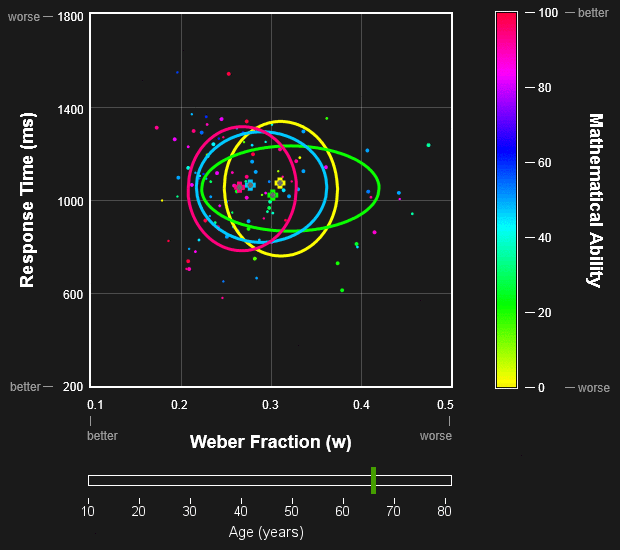 worse
1800
1400
1000
600
better
200
Response Time (ms)
0.1
0.2
0.3
0.4
0.5
better
worse
Weber Fraction (w)
10
20
30
40
50
60
70
80
Age (years)
100
better
80
60
40
20
0
worse
Mathematical Ability